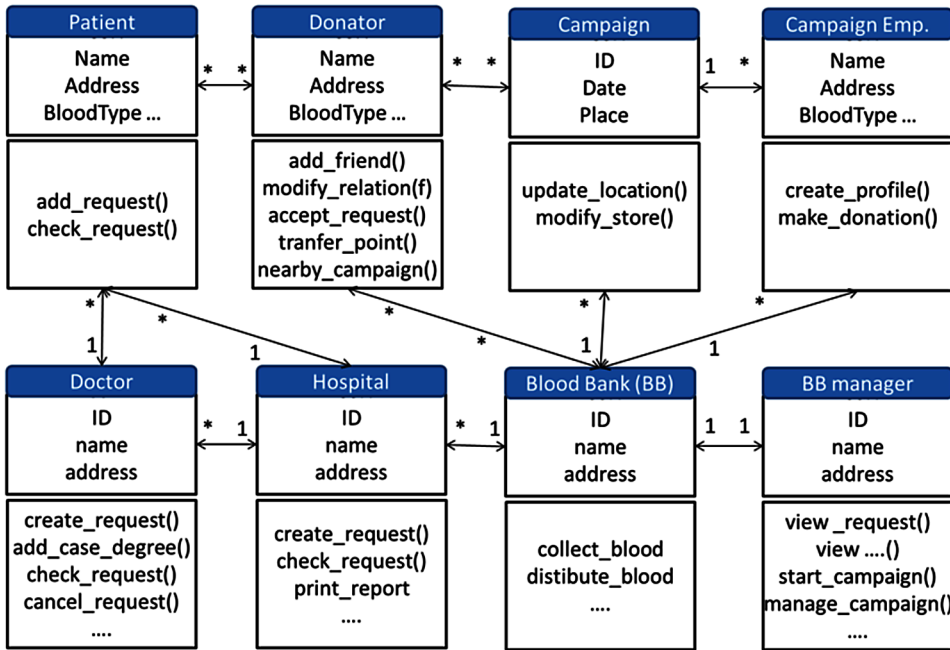 Patient
Name
Address
BloodType ...
add_request()
check_request()
* *
Donator
Name
Address
BloodType ...
add_friend()
modify_relation(f)
accept_request()
tranfer_point()
nearby_campaign()
* *
Campaign
ID
Date
Place
update_location()
modify_store()
1 *
Campaign Emp.
Name
Address
BloodType ...
create_profile()
make_donation()
*
1
*
1
*
*
*
1
*
1
Doctor
ID
name
address
create_request()
add_case_degree()
check_request()
cancel_request()
....
* 1
Hospital
ID
name
address
create_request()
check_request()
print_report
....
* 1
Blood Bank (BB)
ID
name
address
collect_blood
distibute_blood
....
1 1
BB manager
ID
name
address
view _request()
view ....()
start_campaign()
manage_campaign()
....